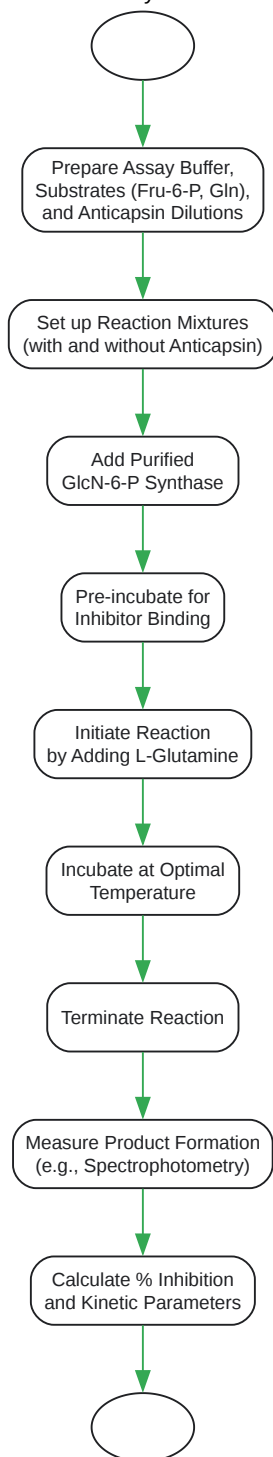 Prepare Assay Buffer,
Substrates (Fru-6-P, Gln),
and Anticapsin Dilutions
Set up Reaction Mixtures
(with and without Anticapsin)
Add Purified
GlcN-6-P Synthase
Pre-incubate for
Inhibitor Binding
Initiate Reaction
by Adding L-Glutamine
Incubate at Optimal
Temperature
Terminate Reaction
Measure Product Formation
(e.g., Spectrophotometry)
Calculate % Inhibition
and Kinetic Parameters